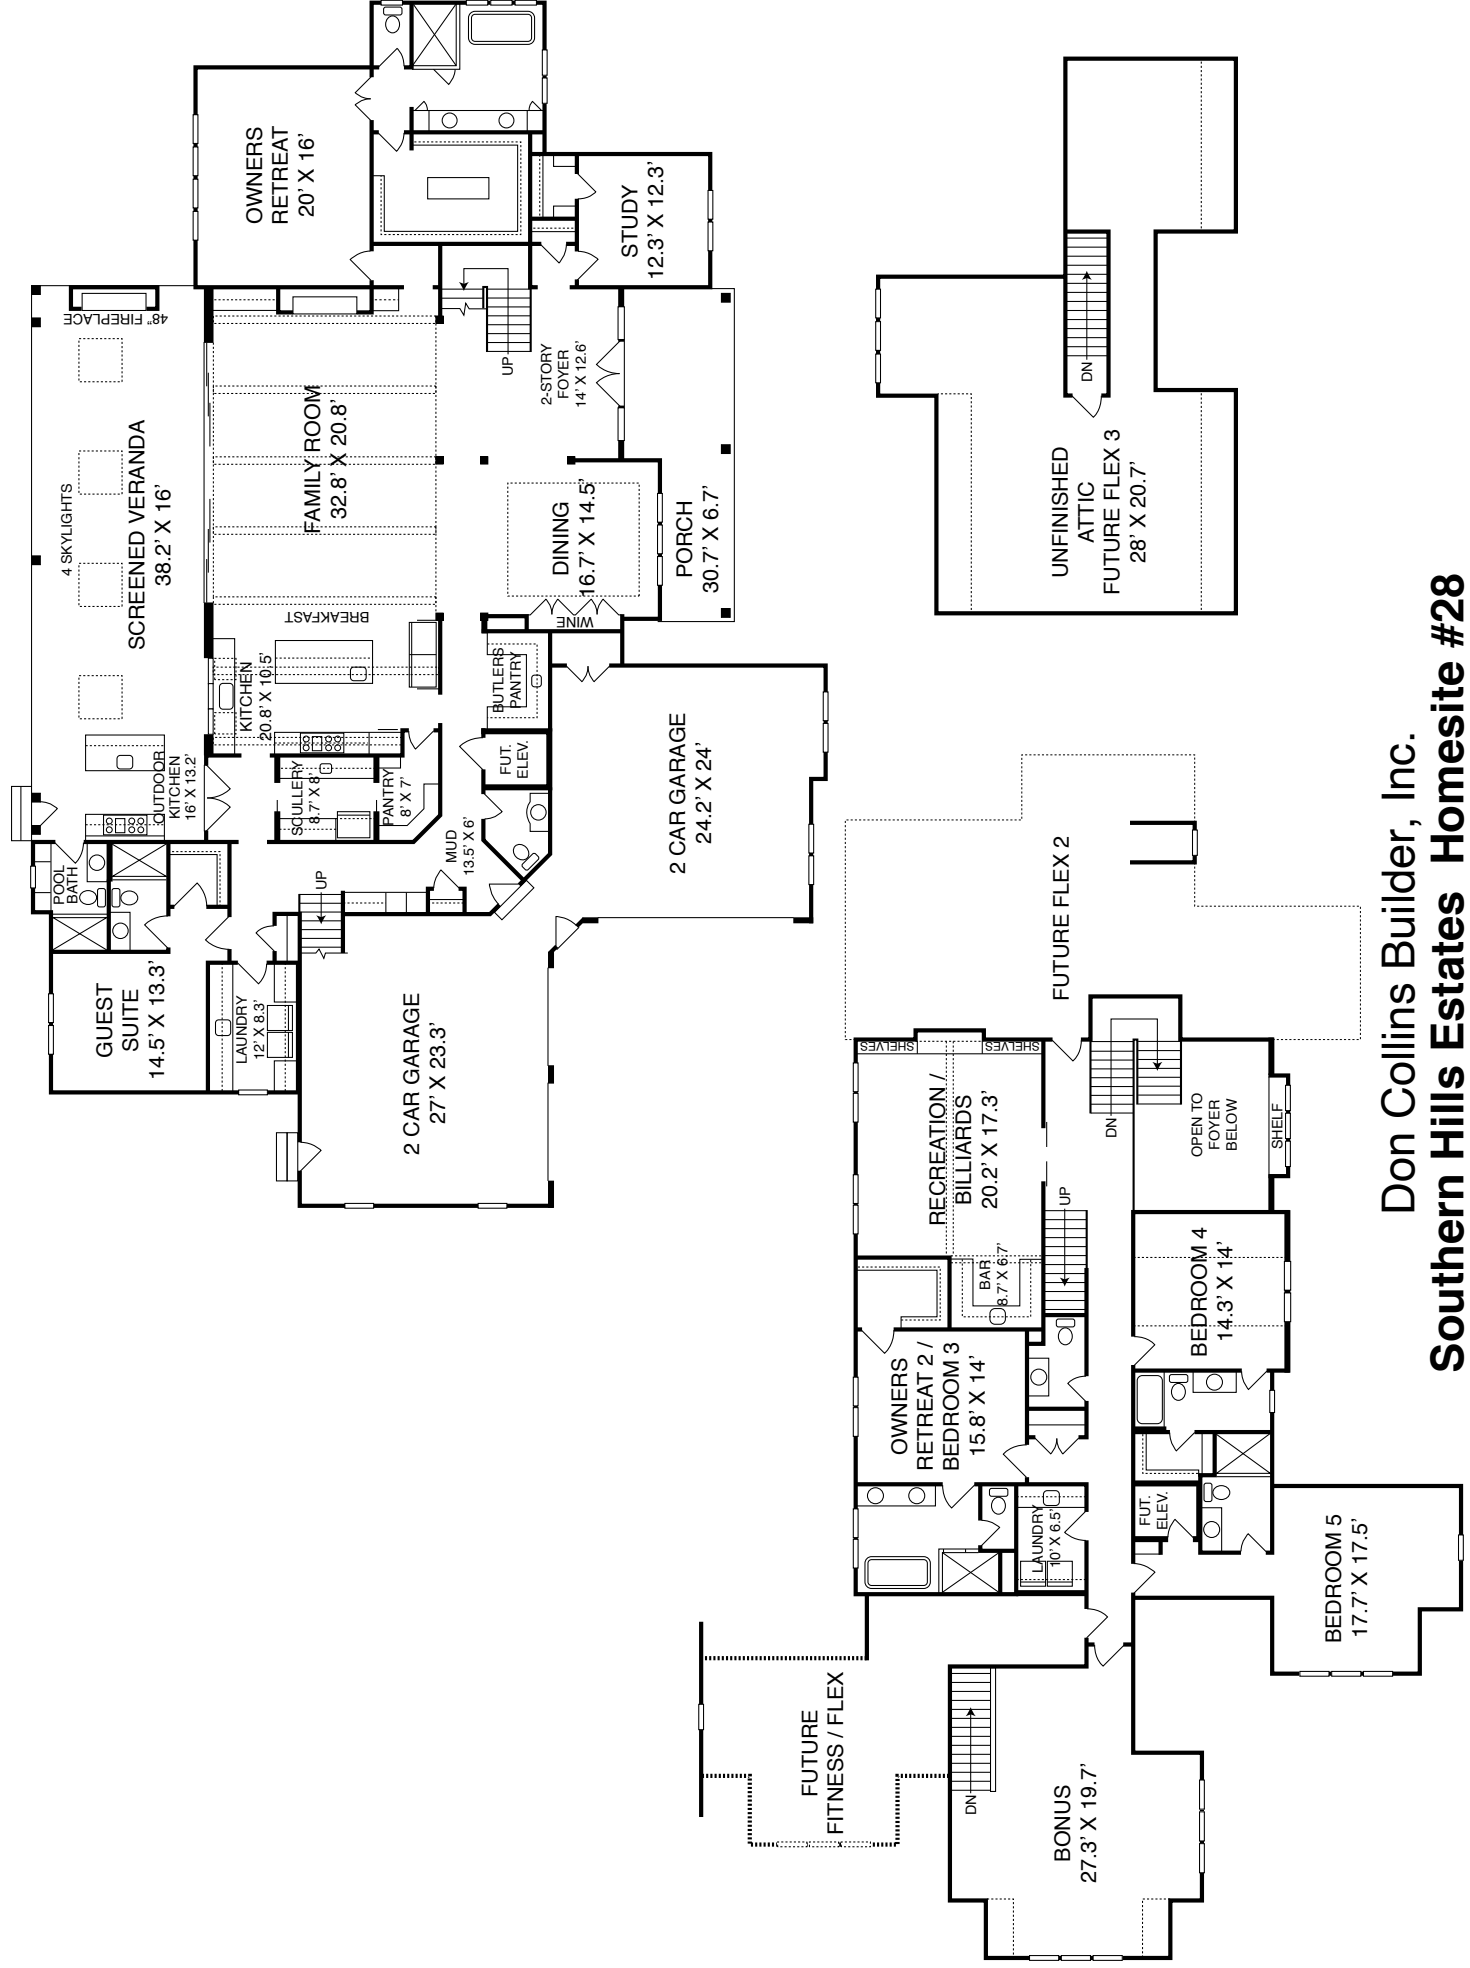 OWNERS
RETREAT
20' X 16'
48" FIREPLACE
4 SKYLIGHTS
SCREENED VERANDA
38.2' X 16'
FAMILY ROOM
32.8' X 20.8'
UP
2-STORY
FOYER
14' X 12.6'
STUDY
12.3' X 12.3'
BREAKFAST
DINING
16.7' X 14.5'
PORCH
30.7' X 6.7'
WINE
KITCHEN
20.8' X 10.5'
BUTLERS
PANTRY
OUTDOOR
KITCHEN
16' X 13.2'
SCULLERY
8.7' X 8'
PANTRY
8' X 7'
FUT.
ELEV.
MUD
13.5' X 6'
2 CAR GARAGE
24.2' X 24'
POOL
BATH
UP
GUEST
SUITE
14.5' X 13.3'
LAUNDRY
12' X 8.3'
2 CAR GARAGE
27' X 23.3'
DN
UNFINISHED
ATTIC
FUTURE FLEX 3
28' X 20.7'
FUTURE FLEX 2
SHELVES
SHELVES
RECREATION /
BILLIARDS
20.2' X 17.3'
DN
OPEN TO
FOYER
BELOW
SHELF
UP
BAR
8.7' X 6.7'
BEDROOM 4
14.3' X 14'
OWNERS
RETREAT 2 /
BEDROOM 3
15.8' X 14'
LAUNDRY
10' X 6.5'
FUT.
ELEV.
BEDROOM 5
17.7' X 17.5'
FUTURE
FITNESS / FLEX
DN
BONUS
27.3' X 19.7'
Don Collins Builder, Inc.
Southern Hills Estates Homesite #28